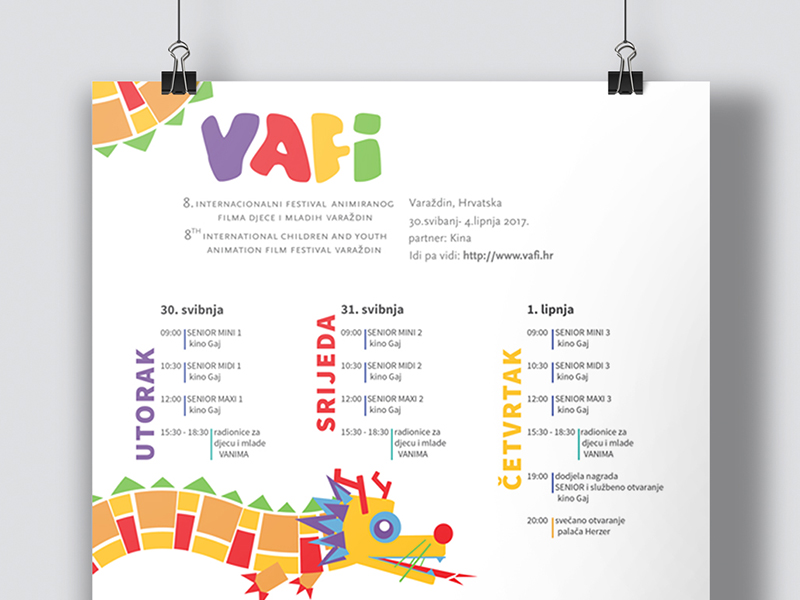 VAFi
8. INTERNACIONALNI FESTIVAL ANIMIRANOG
FILMA DJECE I MLADIH VARAŽDIN
8TH INTERNATIONAL CHILDREN AND YOUTH
ANIMATION FILM FESTIVAL VARAŽDIN
Varaždin, Hrvatska
30.svibanj- 4.lipnja 2017.
partner: Kina
Idi pa vidi: http://www.vafi.hr
UTORAK
30. svibnja
09:00 SENIOR MINI 1
kino Gaj
10:30 SENIOR MIDI 1
kino Gaj
12:00 SENIOR MAXI 1
kino Gaj
15:30 - 18:30 radionice za
djecu i mlade
VANIMA
SRIJEDA
31. svibnja
09:00 SENIOR MINI 2
kino Gaj
10:30 SENIOR MIDI 2
kino Gaj
12:00 SENIOR MAXI 2
kino Gaj
15:30 - 18:30 radionice za
djecu i mlade
VANIMA
ČETVRTAK
1. lipnja
09:00 SENIOR MINI 3
kino Gaj
10:30 SENIOR MIDI 3
kino Gaj
12:00 SENIOR MAXI 3
kino Gaj
15:30 - 18:30 radionice za
djecu i mlade
VANIMA
19:00 dodjela nagrada
SENIOR i službeno otvaranje
kino Gaj
20:00 svečano otvaranje
palača Herzer